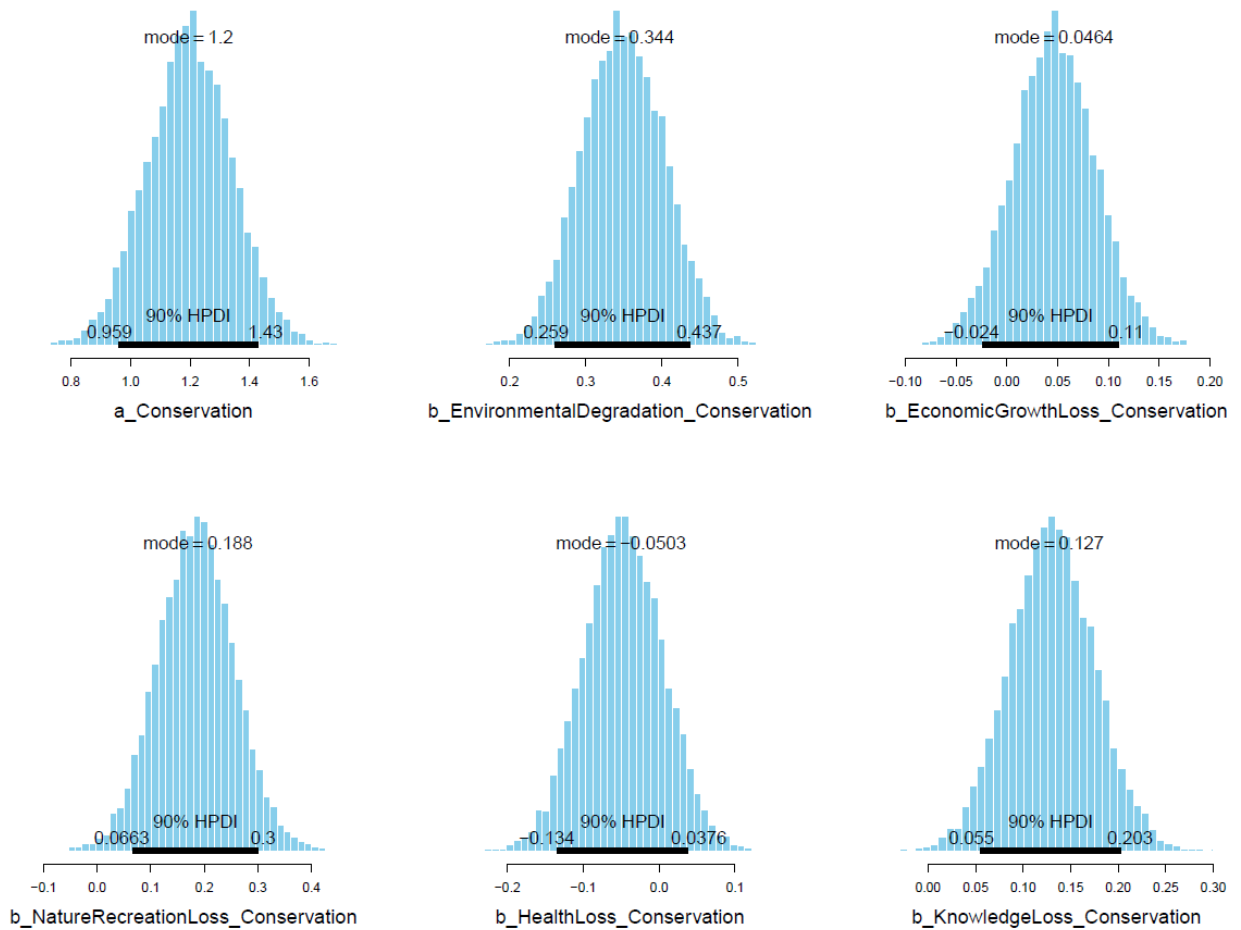 mode = 1.2
90% HPDI
0.959 1.43
0.8 1.0 1.2 1.4 1.6
a_Conservation
mode = 0.344
90% HPDI
0.259 0.437
0.2 0.3 0.4 0.5
b_EnvironmentalDegradation_Conservation
mode = 0.0464
90% HPDI
−0.024 0.11
−0.10 −0.05 0.00 0.05 0.10 0.15 0.20
b_EconomicGrowthLoss_Conservation
mode = 0.188
90% HPDI
0.0663 0.3
−0.1 0.0 0.1 0.2 0.3 0.4
b_NatureRecreationLoss_Conservation
mode = −0.0503
90% HPDI
−0.134 0.0376
−0.2 −0.1 0.0 0.1
b_HealthLoss_Conservation
mode = 0.127
90% HPDI
0.055 0.203
0.00 0.05 0.10 0.15 0.20 0.25 0.30
b_KnowledgeLoss_Conservation